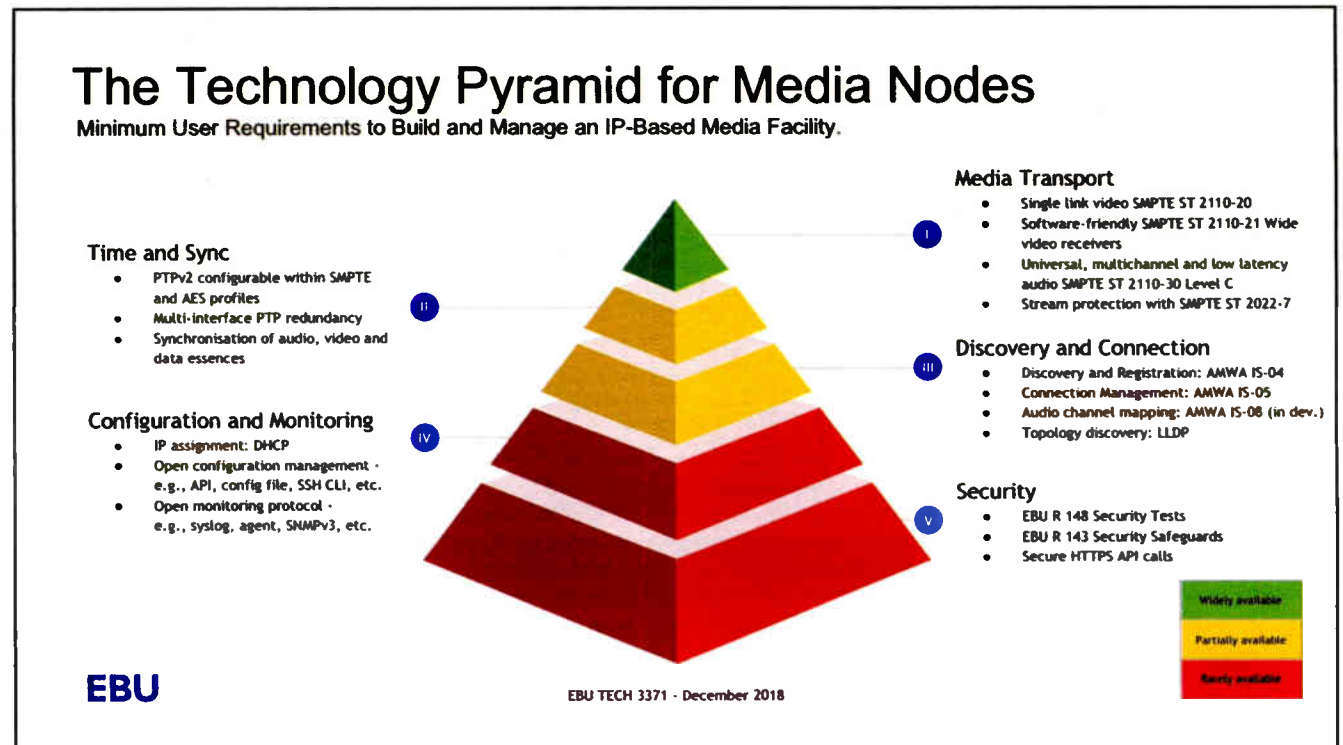 The Technology Pyramid for Media Nodes
Minimum User Requirements to Build and Manage an IP-Based Media Facility.
Time and Sync
• PTPv2 configurable within SMPTE
and AES profiles
• Multi-interface PTP redundancy
• Synchronisation of audio, video and
data essences
Configuration and Monitoring
• IP assignment: DHCP
• Open configuration management -
e.g., API, config file, SSH CLI, etc.
• Open monitoring protocol -
e.g., syslog, agent, SNMPv3, etc.
I
II
III
IV
V
Media Transport
• Single link video SMPTE ST 2110-20
• Software-friendly SMPTE ST 2110-21 Wide
video receivers
• Universal, multichannel and low latency
audio SMPTE ST 2110-30 Level C
• Stream protection with SMPTE ST 2022-7
Discovery and Connection
• Discovery and Registration: AMWA IS-04
• Connection Management: AMWA IS-05
• Audio channel mapping: AMWA IS-08 (in dev.)
• Topology discovery: LLDP
Security
• EBU R 148 Security Tests
• EBU R 143 Security Safeguards
• Secure HTTPS API calls
Widely available
Partially available
Rarely available
EBU
EBU TECH 3371 - December 2018